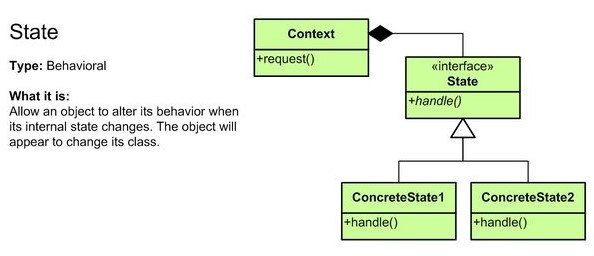 State
Type: Behavioral
What it is:
Allow an object to alter its behavior when
its internal state changes. The object will
appear to change its class.
Context
+request()
«interface»
State
+handle()
ConcreteState1
+handle()
ConcreteState2
+handle()